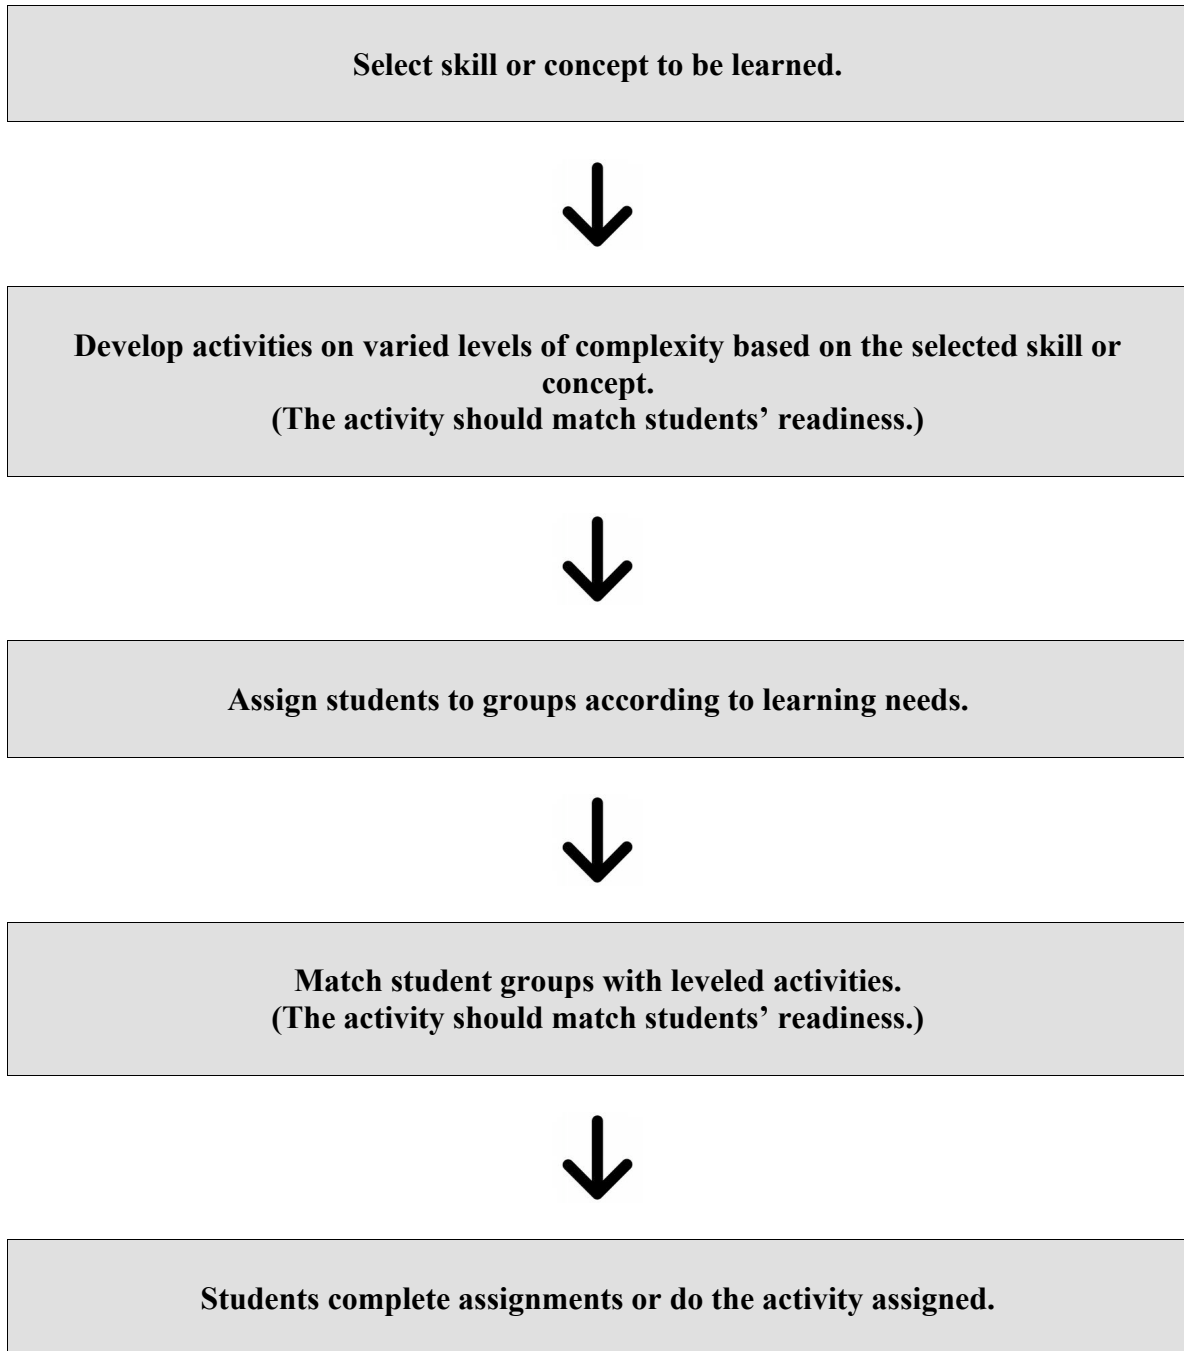 Select skill or concept to be learned.
Develop activities on varied levels of complexity based on the selected skill or
concept.
(The activity should match students’ readiness.)
Assign students to groups according to learning needs.
Match student groups with leveled activities.
(The activity should match students’ readiness.)
Students complete assignments or do the activity assigned.